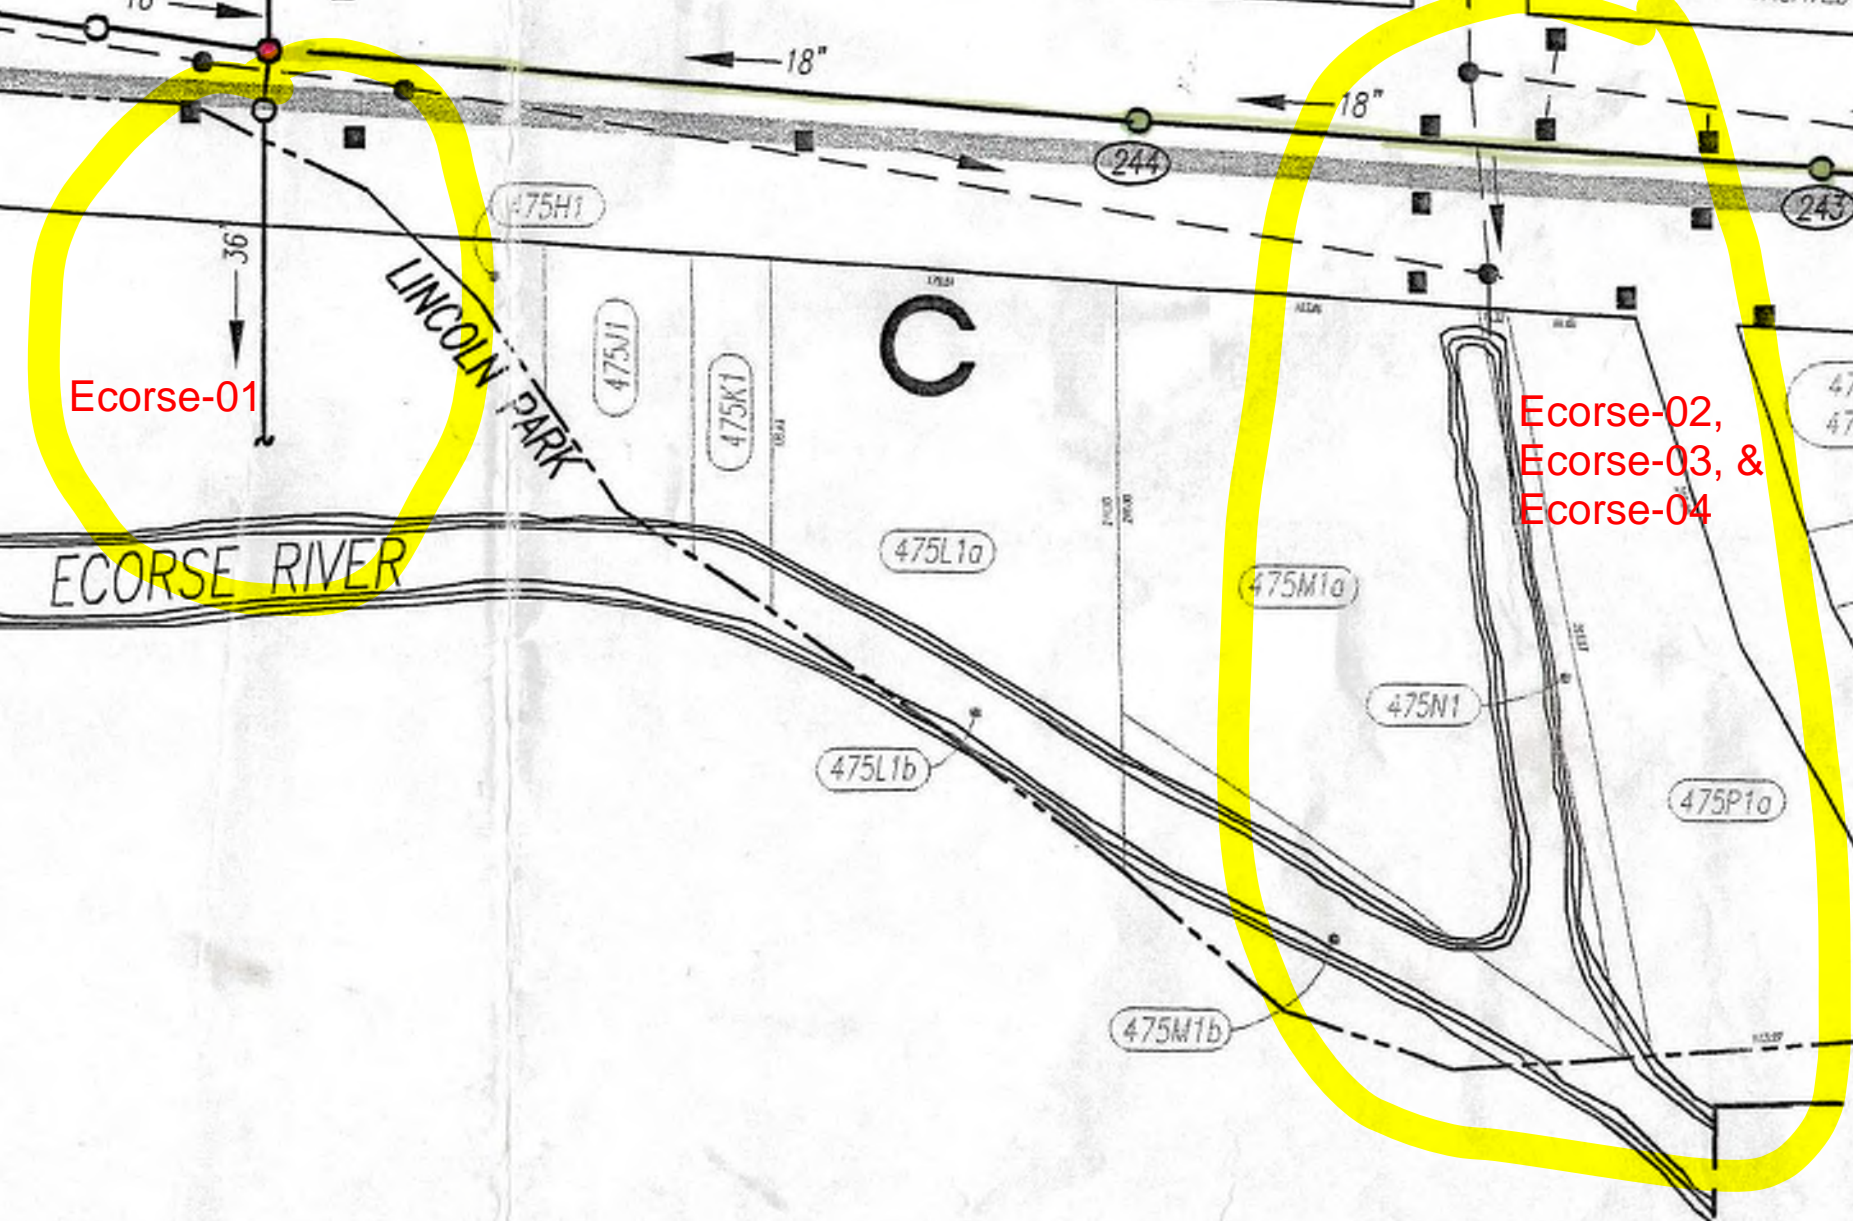 18"
18"
244
243
475H1
36"
LINCOLN PARK
475J1
475K1
C
Ecorse-01
Ecorse-02,
Ecorse-03, &
Ecorse-04
ECORSE RIVER
475L1a
475M1a
475N1
475L1b
475P1a
475M1b